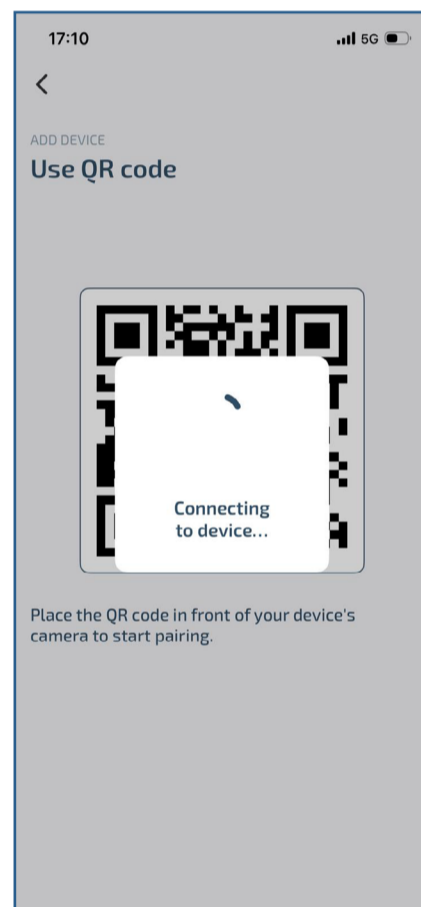 17:10
5G
ADD DEVICE
Use QR code
Connecting
to device...
Place the QR code in front of your device's
camera to start pairing.